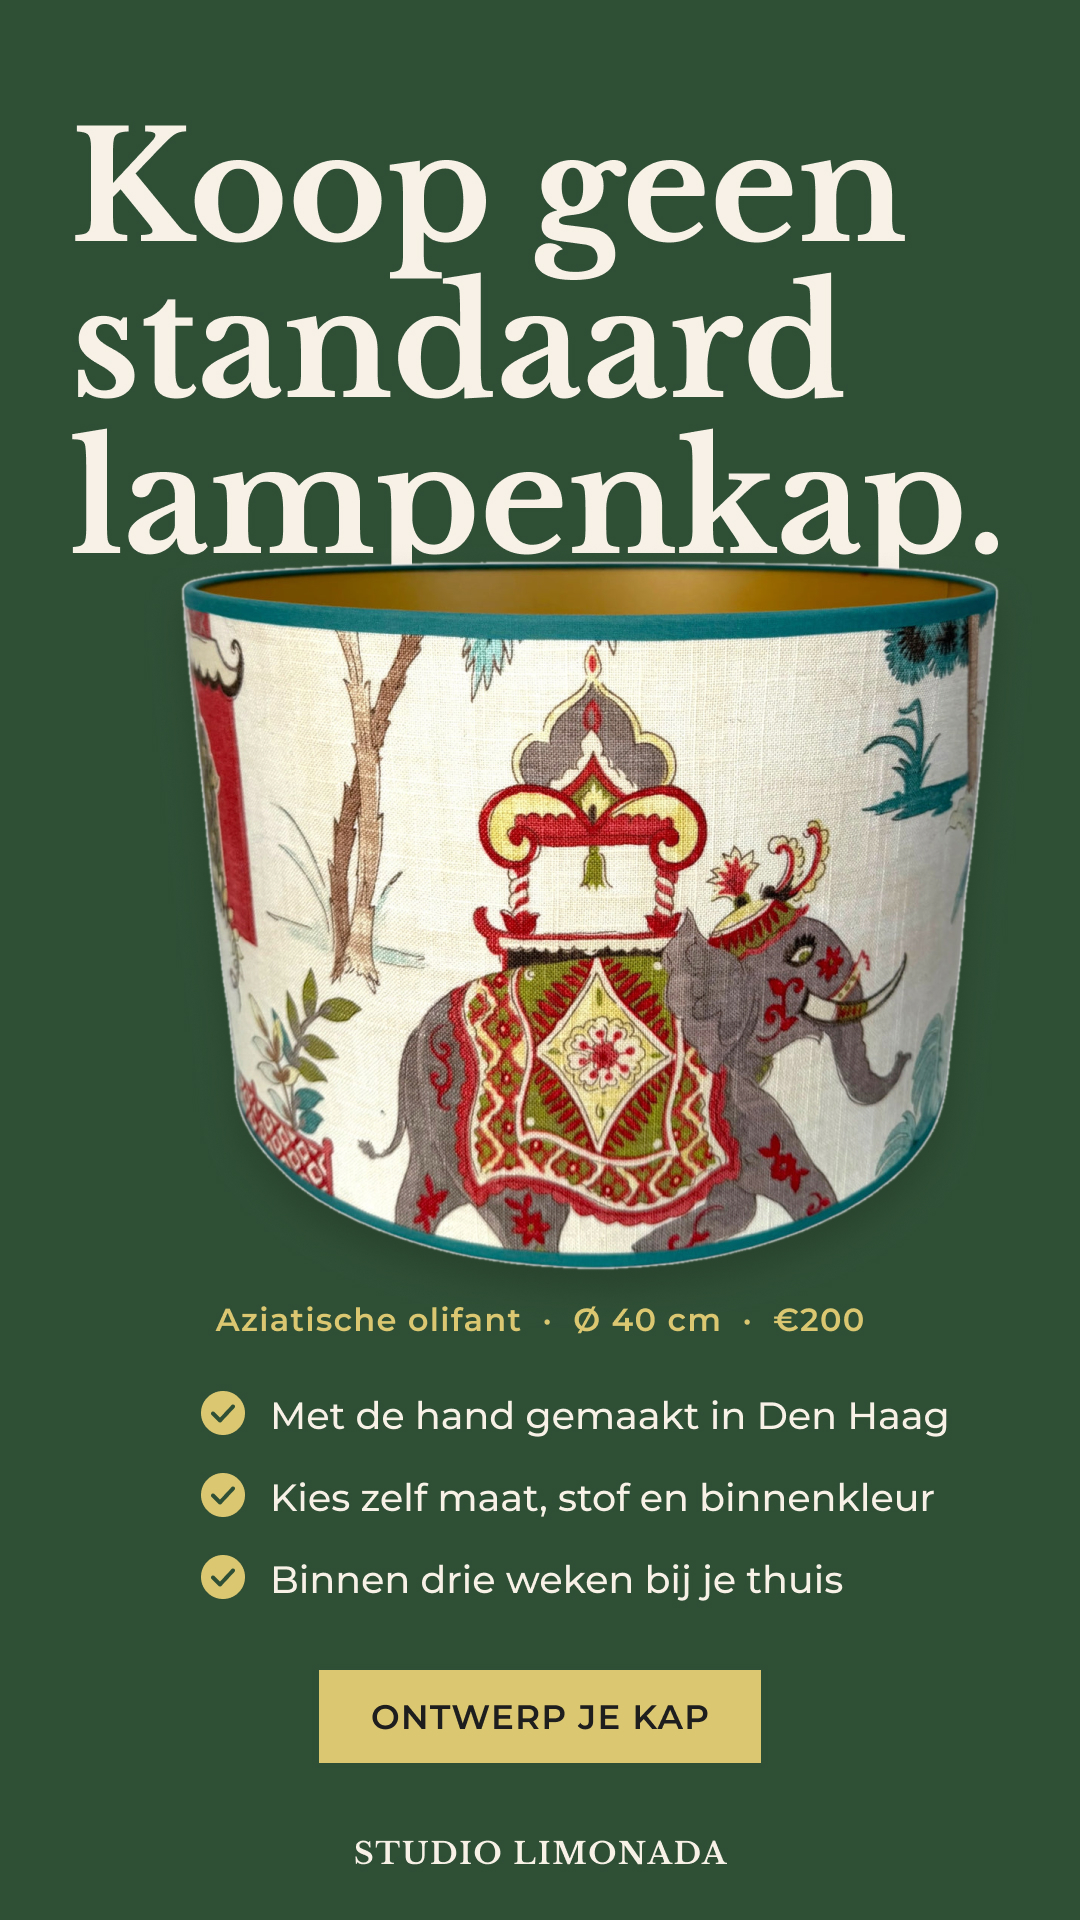 Koop geen
standaard
lampenkap.
Aziatische olifant · Ø 40 cm · €200
Met de hand gemaakt in Den Haag
Kies zelf maat, stof en binnenkleur
Binnen drie weken bij je thuis
ONTWERP JE KAP
STUDIO LIMONADA